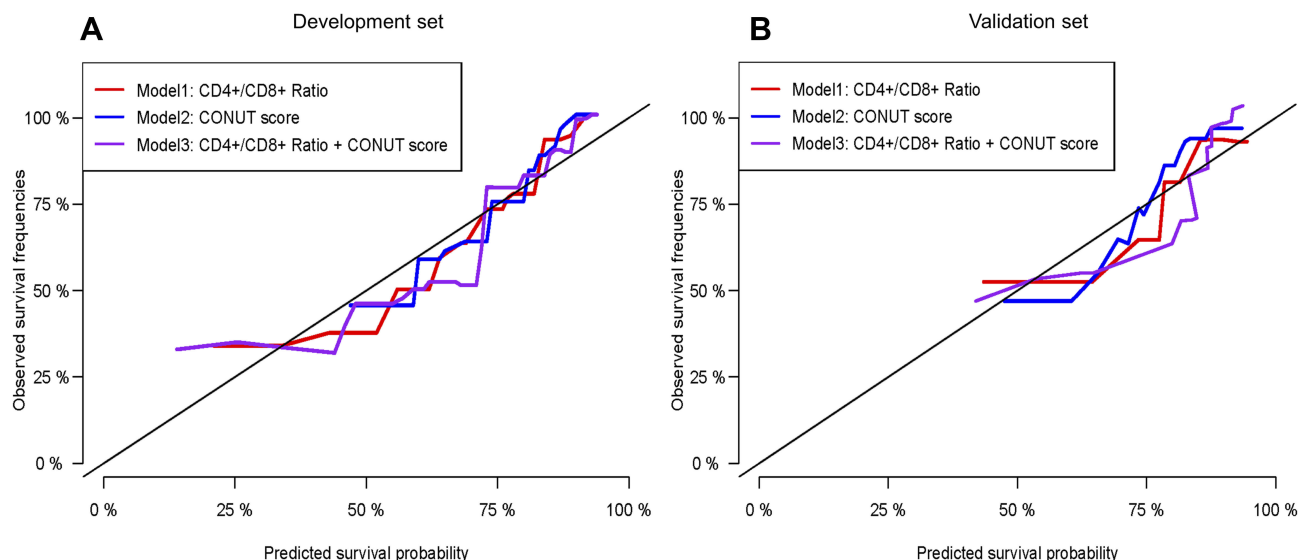 A
Development set
Model1: CD4+/CD8+ Ratio
Model2: CONUT score
Model3: CD4+/CD8+ Ratio + CONUT score
Observed survival frequencies
100 %
75 %
50 %
25 %
0 %
0 %
25 %
50 %
75 %
100 %
Predicted survival probability
B
Validation set
Model1: CD4+/CD8+ Ratio
Model2: CONUT score
Model3: CD4+/CD8+ Ratio + CONUT score
Observed survival frequencies
100 %
75 %
50 %
25 %
0 %
0 %
25 %
50 %
75 %
100 %
Predicted survival probability